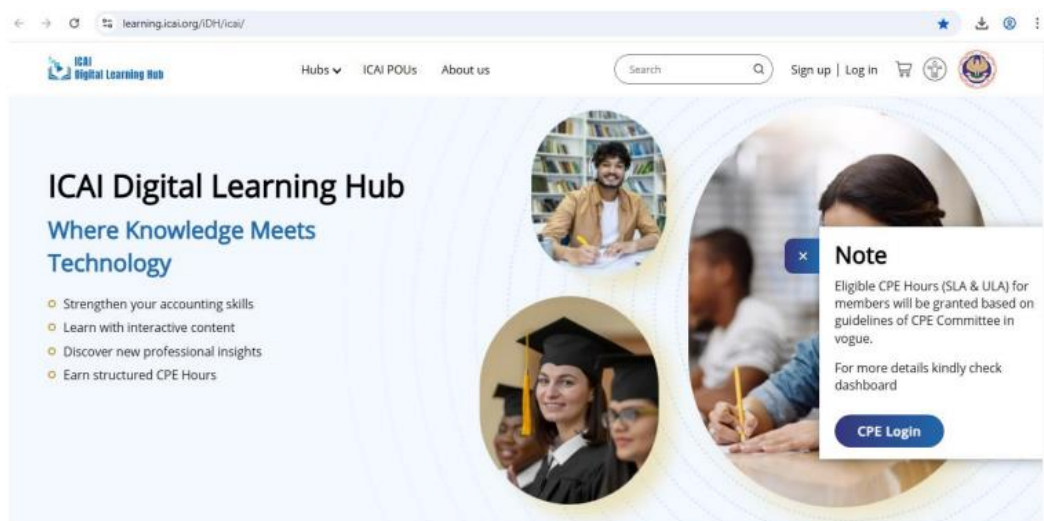 learning.icai.org/iDH/icai/
ICAI
Digital Learning Hub
Hubs
ICAI POUs
About us
Search
Sign up | Log in
ICAI Digital Learning Hub
Where Knowledge Meets
Technology
Strengthen your accounting skills
Learn with interactive content
Discover new professional insights
Earn structured CPE Hours
Note
Eligible CPE Hours (SLA & ULA) for
members will be granted based on
guidelines of CPE Committee in
vogue.
For more details kindly check
dashboard
CPE Login